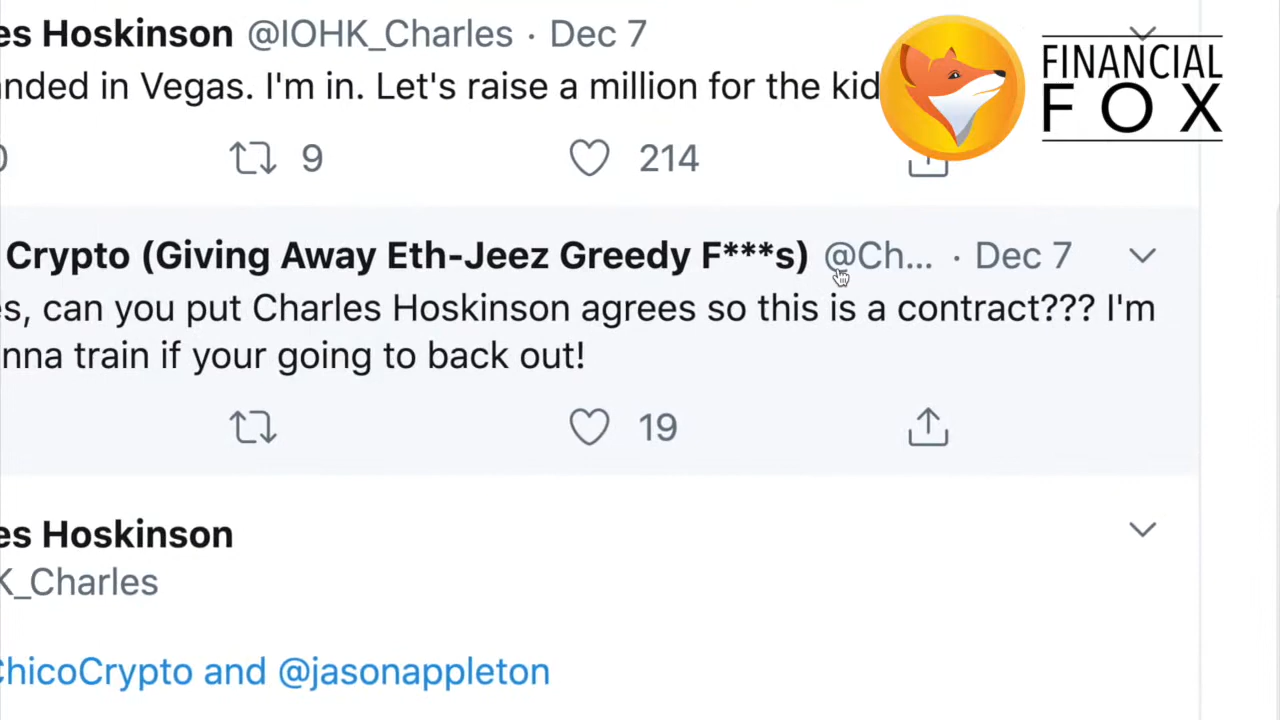 es Hoskinson @IOHK_Charles · Dec 7
nded in Vegas. I'm in. Let's raise a million for the kid
FINANCIAL
FOX
9 214
Crypto (Giving Away Eth-Jeez Greedy F***s) @Ch... · Dec 7
s, can you put Charles Hoskinson agrees so this is a contract??? I'm
nna train if your going to back out!
19
es Hoskinson
K_Charles
ChicoCrypto and @jasonappleton